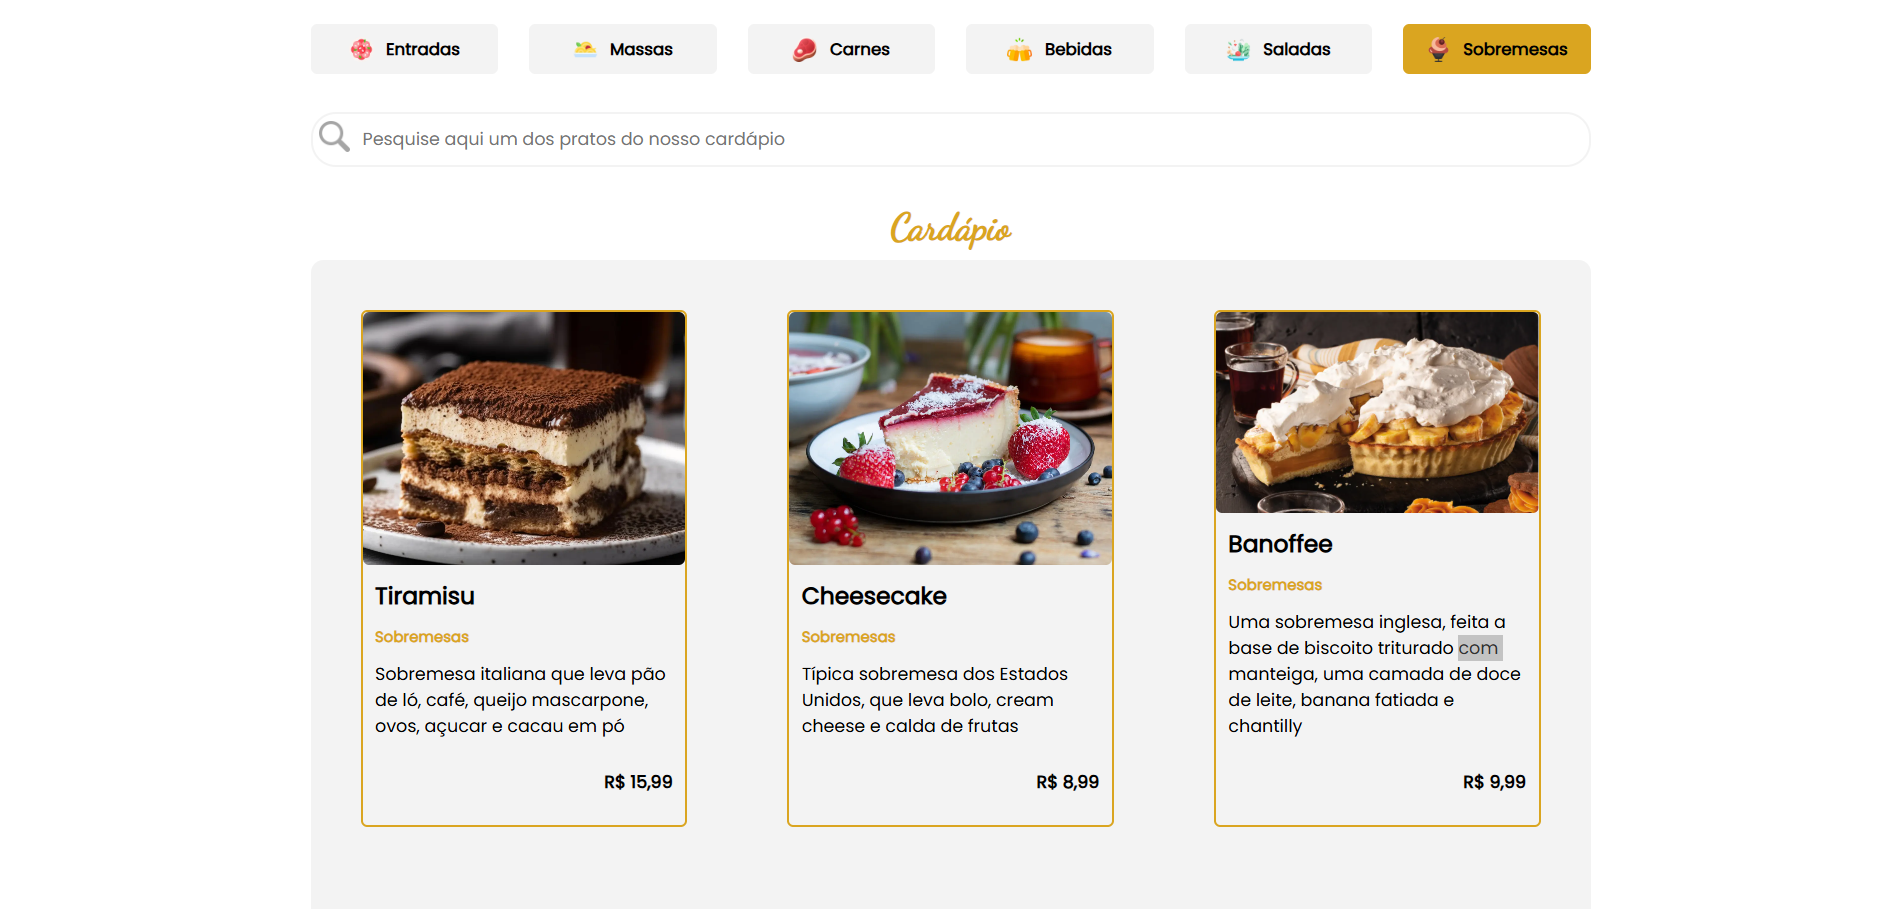 Entradas
Massas
Carnes
Bebidas
Saladas
Sobremesas
Pesquise aqui um dos pratos do nosso cardápio
Cardápio
Tiramisu
Sobremesas
Sobremesa italiana que leva pão
de ló, café, queijo mascarpone,
ovos, açucar e cacau em pó
R$ 15,99
Cheesecake
Sobremesas
Típica sobremesa dos Estados
Unidos, que leva bolo, cream
cheese e calda de frutas
R$ 8,99
Banoffee
Sobremesas
Uma sobremesa inglesa, feita a
base de biscoito triturado com
manteiga, uma camada de doce
de leite, banana fatiada e
chantilly
R$ 9,99